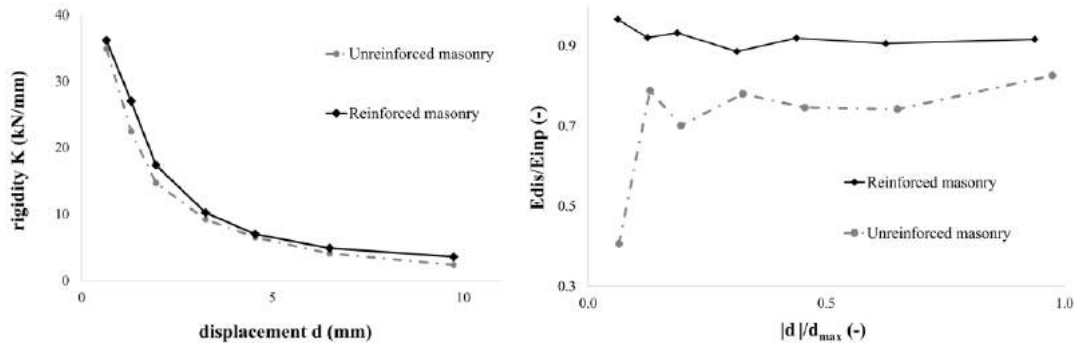 40
30
20
10
0
0
5
10
rigidity K (kN/mm)
displacement d (mm)
Unreinforced masonry
Reinforced masonry
0.9
0.7
0.5
0.3
0.0
0.5
1.0
Edis/Einp (-)
|d |/dmax (-)
Reinforced masonry
Unreinforced masonry